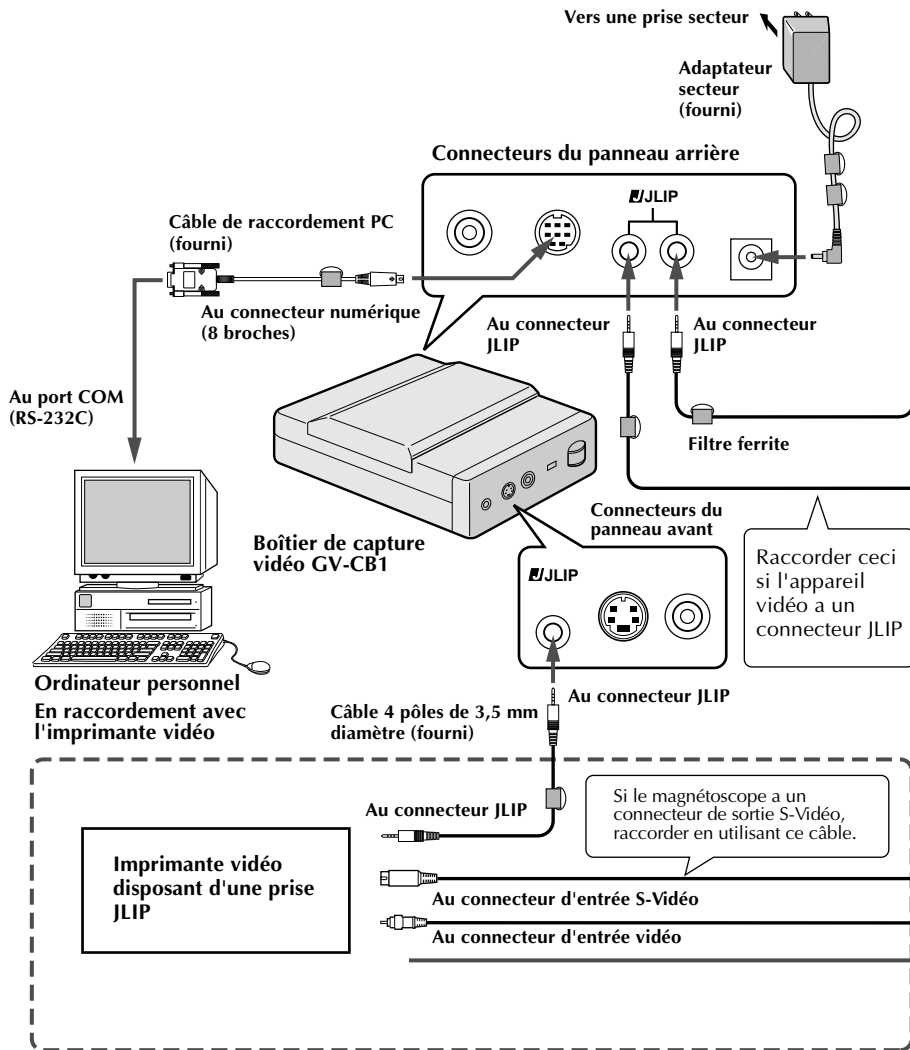 Vers une prise secteur
Adaptateur
secteur
(fourni)
Connecteurs du panneau arrière
JLIP
Câble de raccordement PC
(fourni)
Au connecteur numérique
(8 broches)
Au connecteur
JLIP
Au connecteur
JLIP
Au port COM
(RS-232C)
Filtre ferrite
Connecteurs du
panneau avant
Boîtier de capture
vidéo GV-CB1
JLIP
Raccorder ceci
si l'appareil
vidéo a un
connecteur JLIP
Ordinateur personnel
En raccordement avec
l'imprimante vidéo
Au connecteur JLIP
Câble 4 pôles de 3,5 mm
diamètre (fourni)
Si le magnétoscope a un
connecteur de sortie S-Vidéo,
raccorder en utilisant ce câble.
Au connecteur JLIP
Imprimante vidéo
disposant d'une prise
JLIP
Au connecteur d'entrée S-Vidéo
Au connecteur d'entrée vidéo